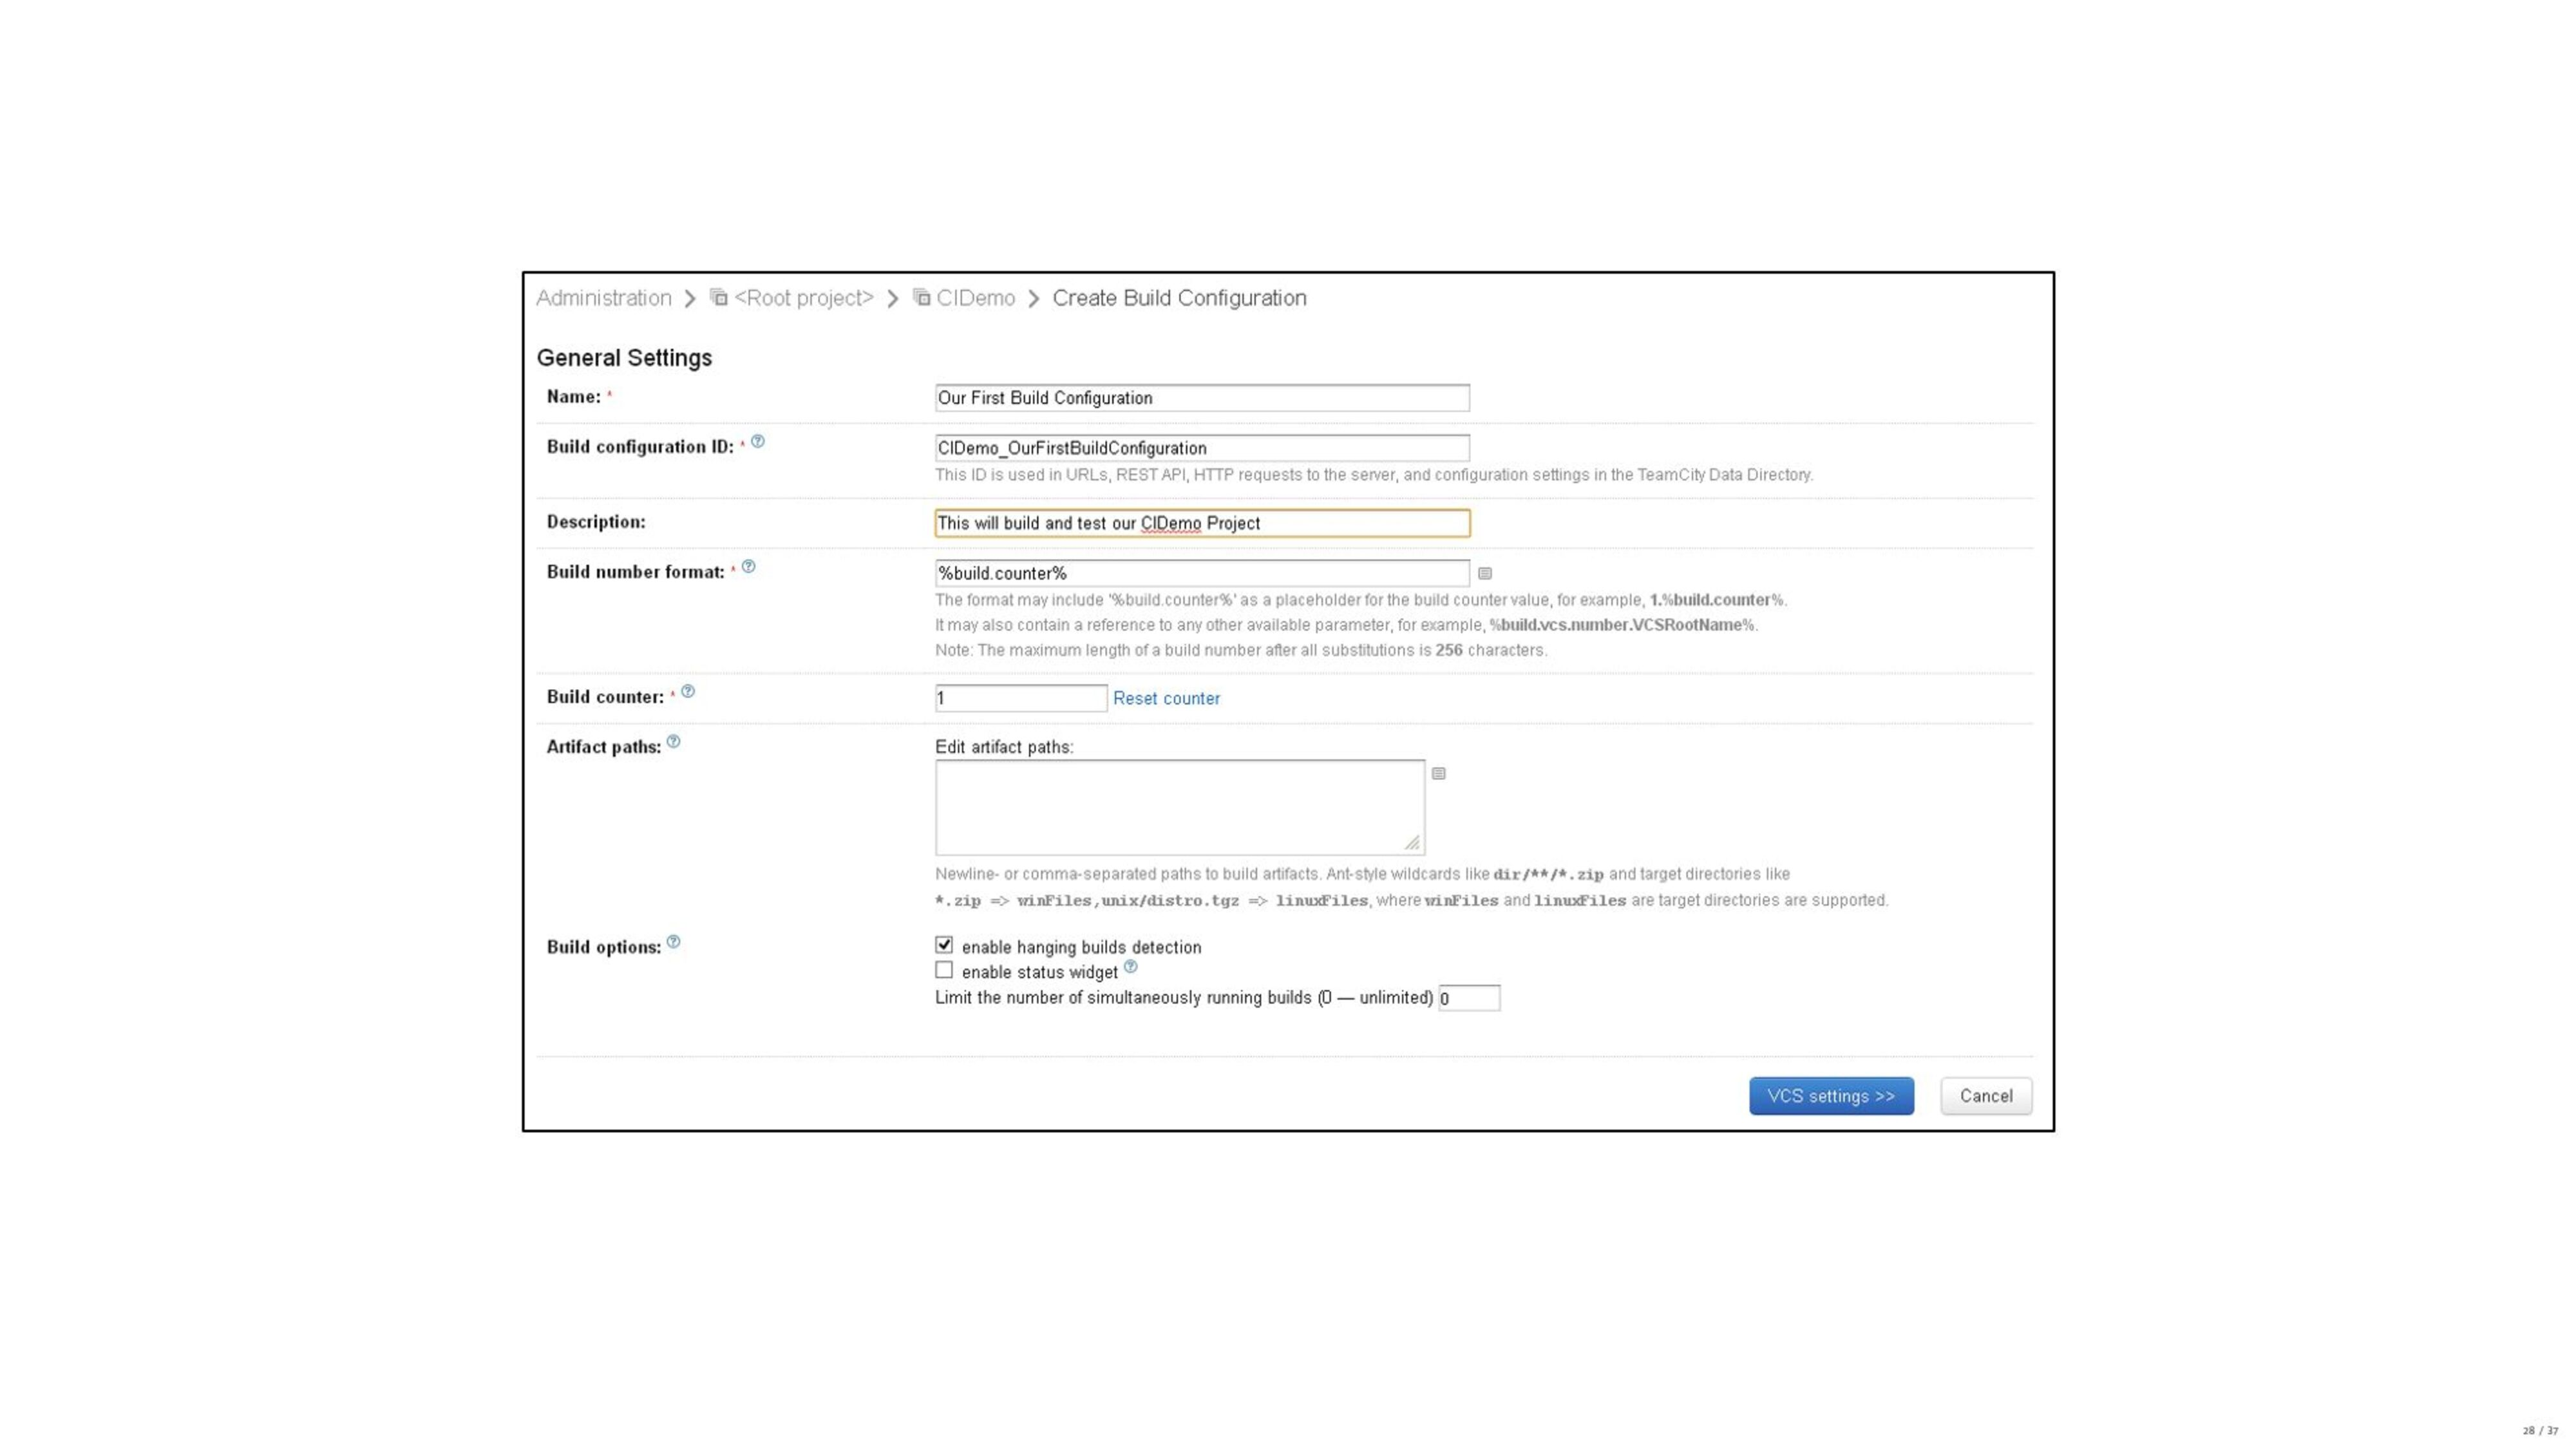 Administration > <Root project> > CIDemo > Create Build Configuration
General Settings
Name: * Our First Build Configuration
Build configuration ID: * CIDemo_OurFirstBuildConfiguration
This ID is used in URLs, REST API, HTTP requests to the server, and configuration settings in the TeamCity Data Directory.
Description: This will build and test our CIDemo Project
Build number format: * %build.counter%
The format may include '%build.counter%' as a placeholder for the build counter value, for example, 1.%build.counter%.
It may also contain a reference to any other available parameter, for example, %build.vcs.number.VCSRootName%.
Note: The maximum length of a build number after all substitutions is 256 characters.
Build counter: * 1 Reset counter
Artifact paths: Edit artifact paths:
Newline- or comma-separated paths to build artifacts. Ant-style wildcards like dir/**/*.zip and target directories like
*.zip => winFiles,unix/distro.tgz => linuxFiles, where winFiles and linuxFiles are target directories are supported.
Build options: enable hanging builds detection
enable status widget
Limit the number of simultaneously running builds (0 — unlimited) 0
VCS settings >> Cancel
28 / 37